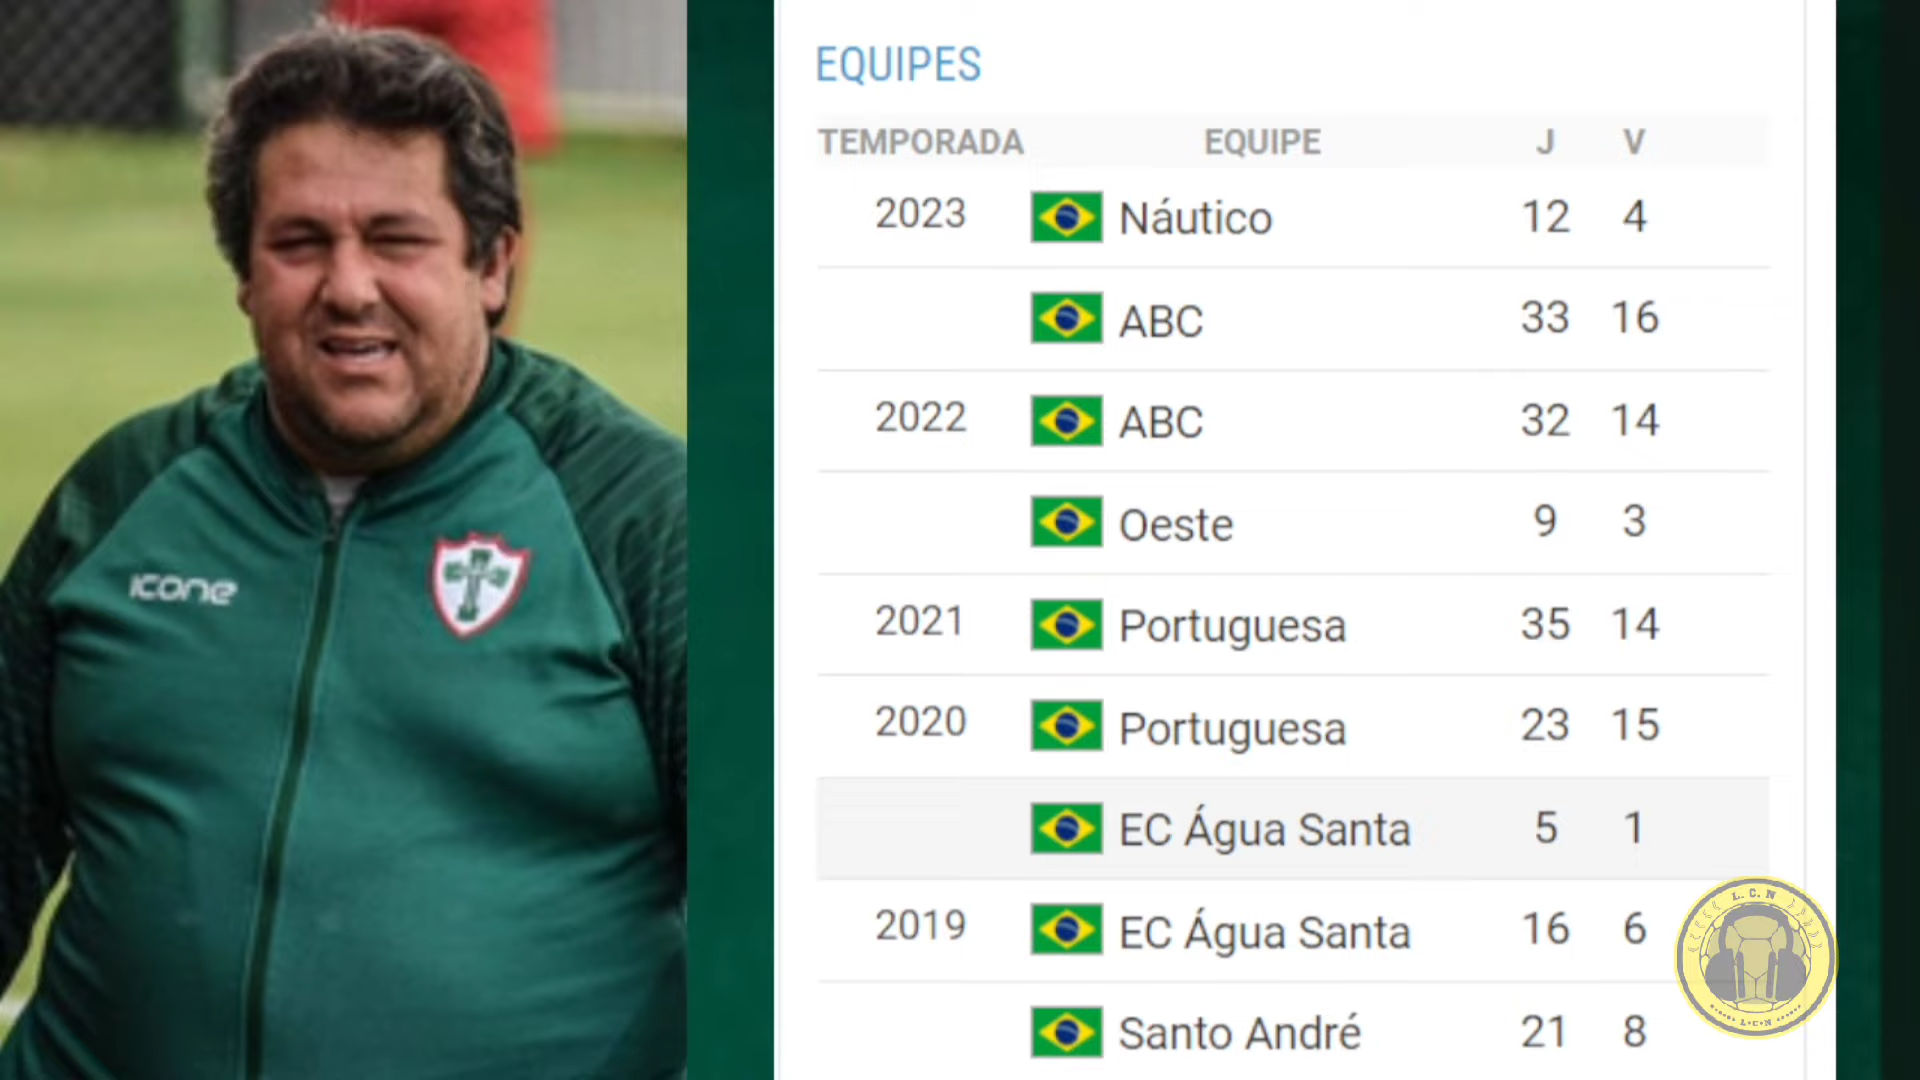 icone
EQUIPES
TEMPORADA EQUIPE J V
2023 Náutico 12 4
ABC 33 16
2022 ABC 32 14
Oeste 9 3
2021 Portuguesa 35 14
2020 Portuguesa 23 15
EC Água Santa 5 1
2019 EC Água Santa 16 6
Santo André 21 8
L.C.N
L.C.N